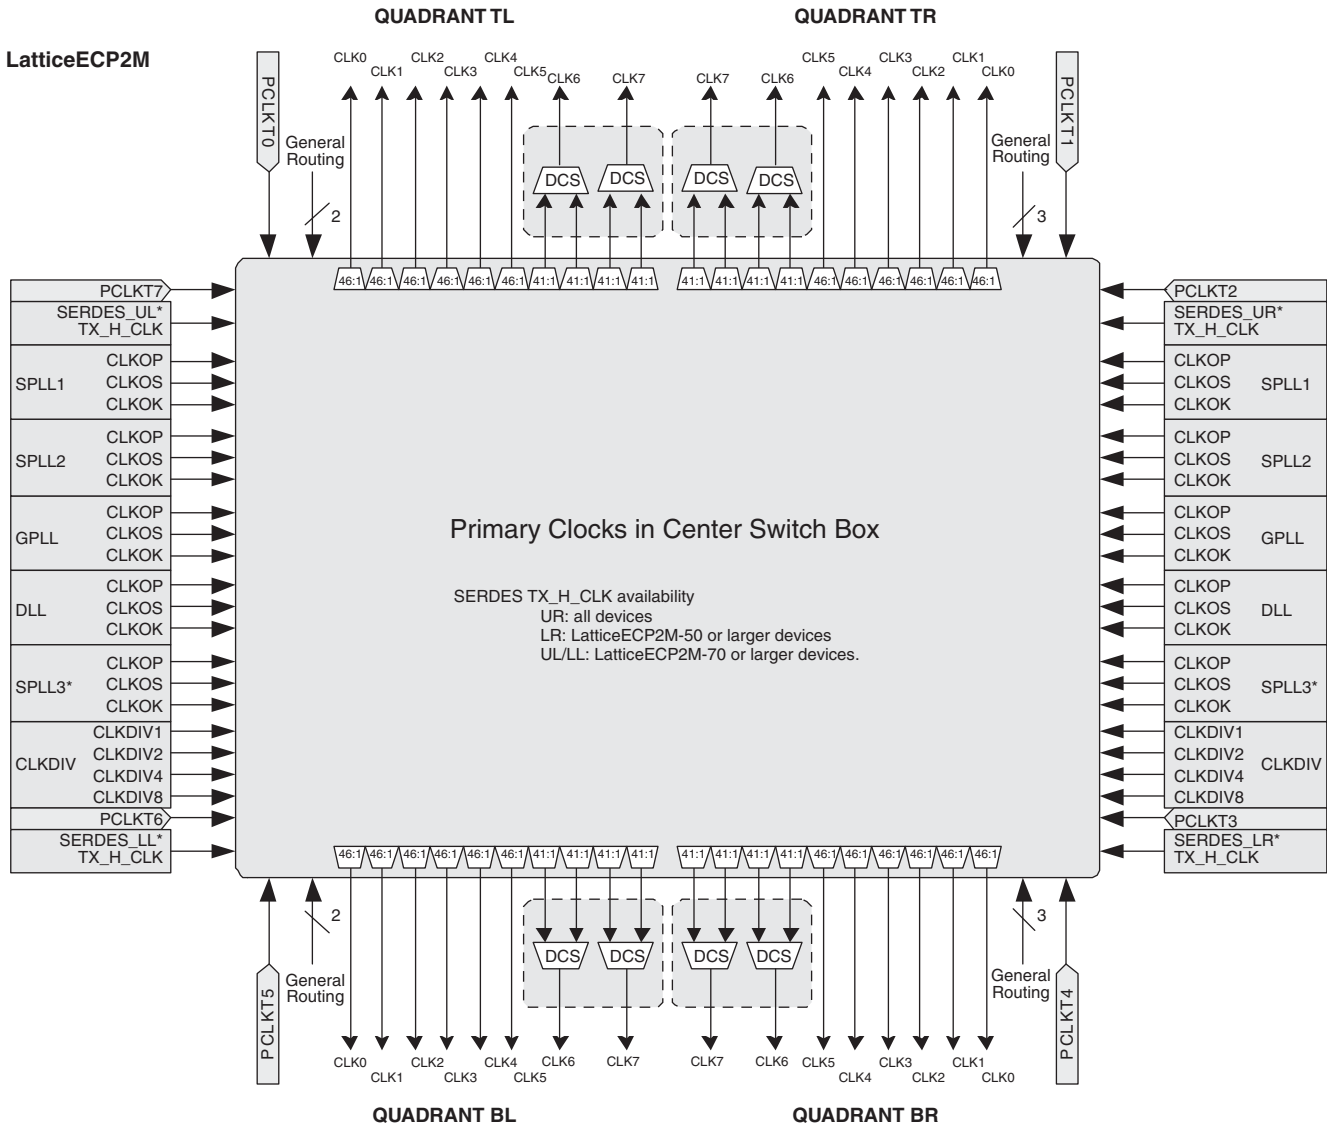 QUADRANT TL
QUADRANT TR
LatticeECP2M
CLK0
CLK1
CLK2
CLK3
CLK4
CLK5
CLK6
CLK7
CLK7
CLK6
CLK5
CLK4
CLK3
CLK2
CLK1
CLK0
PCLKT0
General
Routing
2
DCS
DCS
DCS
DCS
General
Routing
3
PCLKT1
46:1 46:1 46:1 46:1 46:1 46:1 41:1 41:1 41:1 41:1
41:1 41:1 41:1 41:1 46:1 46:1 46:1 46:1 46:1 46:1
PCLKT7
SERDES_UL*
TX_H_CLK
SPLL1
CLKOP
CLKOS
CLKOK
SPLL2
CLKOP
CLKOS
CLKOK
GPLL
CLKOP
CLKOS
CLKOK
DLL
CLKOP
CLKOS
CLKOK
SPLL3*
CLKOP
CLKOS
CLKOK
CLKDIV
CLKDIV1
CLKDIV2
CLKDIV4
CLKDIV8
PCLKT6
SERDES_LL*
TX_H_CLK
Primary Clocks in Center Switch Box
SERDES TX_H_CLK availability
UR: all devices
LR: LatticeECP2M-50 or larger devices
UL/LL: LatticeECP2M-70 or larger devices.
PCLKT2
SERDES_UR*
TX_H_CLK
CLKOP
CLKOS
CLKOK
SPLL1
CLKOP
CLKOS
CLKOK
SPLL2
CLKOP
CLKOS
CLKOK
GPLL
CLKOP
CLKOS
CLKOK
DLL
CLKOP
CLKOS
CLKOK
SPLL3*
CLKDIV1
CLKDIV2
CLKDIV4
CLKDIV8
CLKDIV
PCLKT3
SERDES_LR*
TX_H_CLK
46:1 46:1 46:1 46:1 46:1 46:1 41:1 41:1 41:1 41:1
41:1 41:1 41:1 41:1 46:1 46:1 46:1 46:1 46:1 46:1
PCLKT5
2
General
Routing
DCS
DCS
DCS
DCS
3
General
Routing
PCLKT4
CLK0
CLK1
CLK2
CLK3
CLK4
CLK5
CLK6
CLK7
CLK7
CLK6
CLK5
CLK4
CLK3
CLK2
CLK1
CLK0
QUADRANT BL
QUADRANT BR